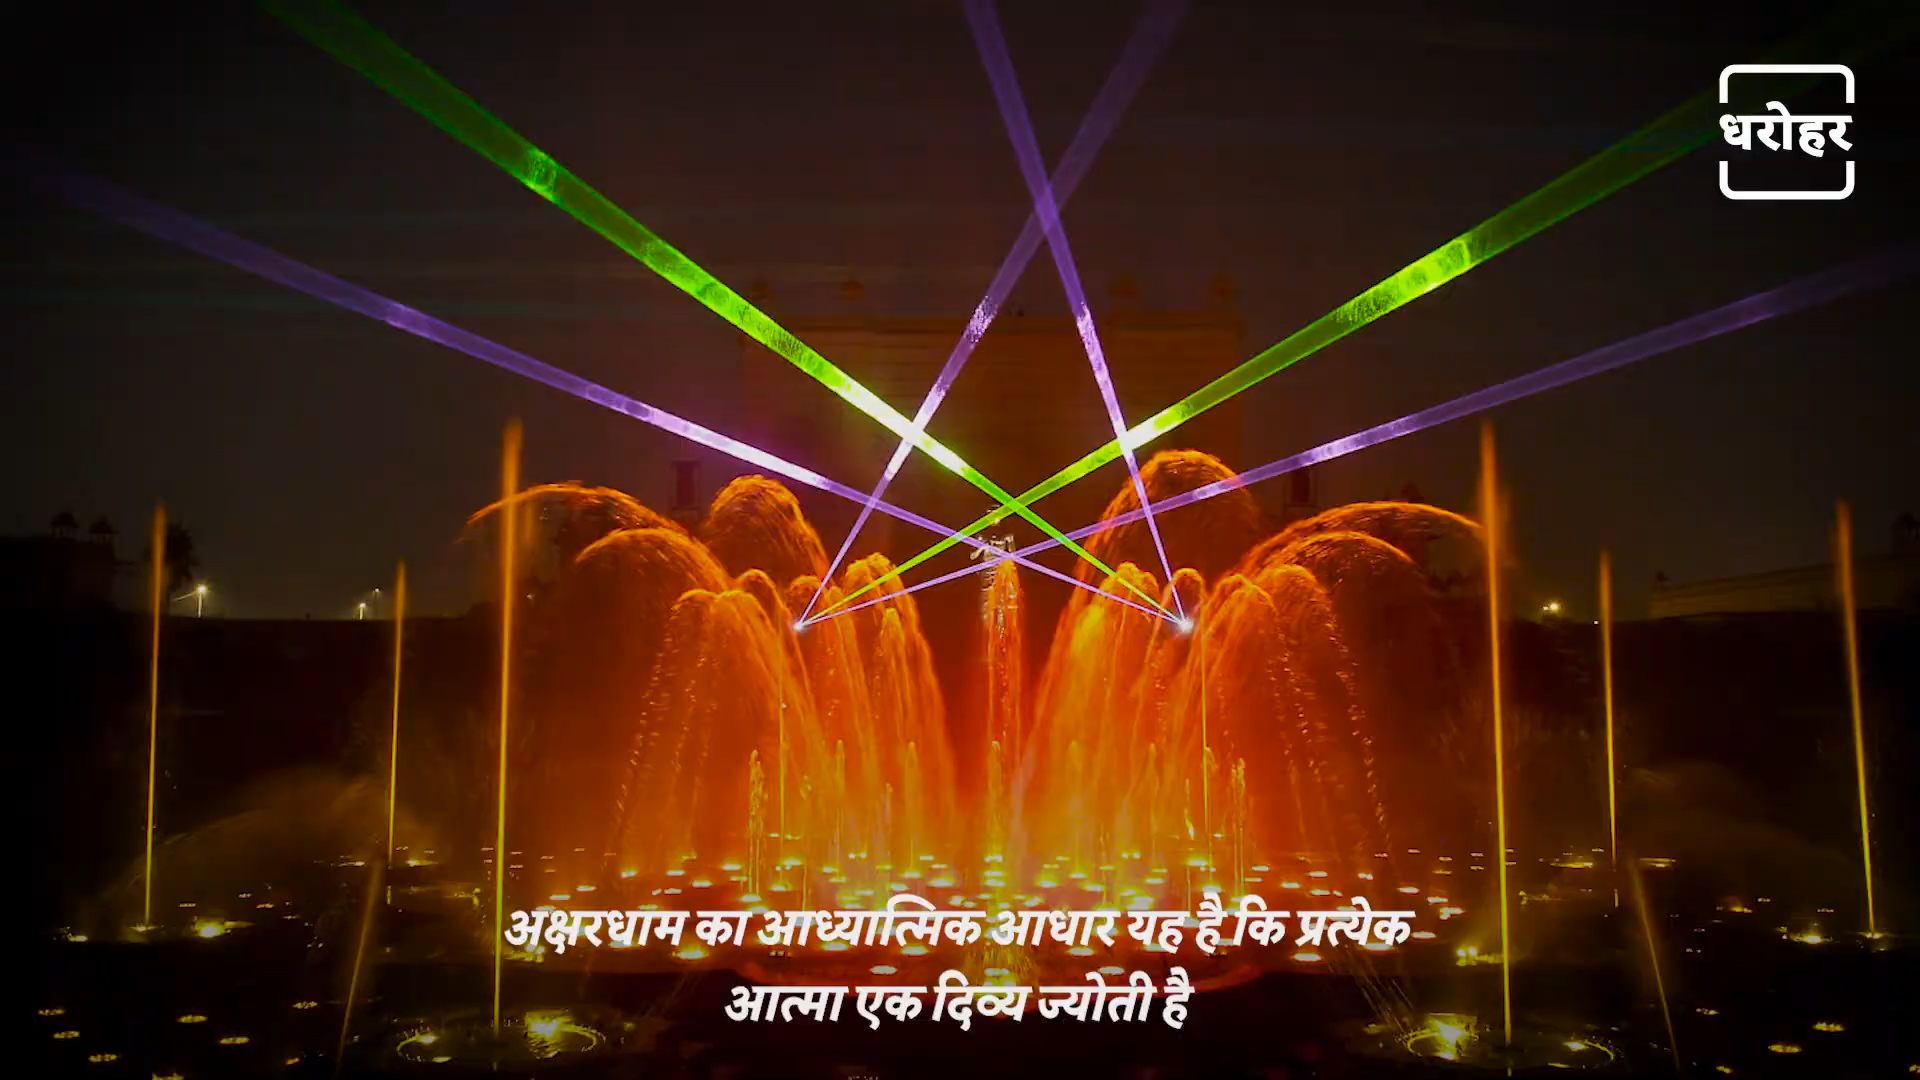 धरोहर
अक्षरधाम का आध्यात्मिक आधार यह है कि प्रत्येक
आत्मा एक दिव्य ज्योती है